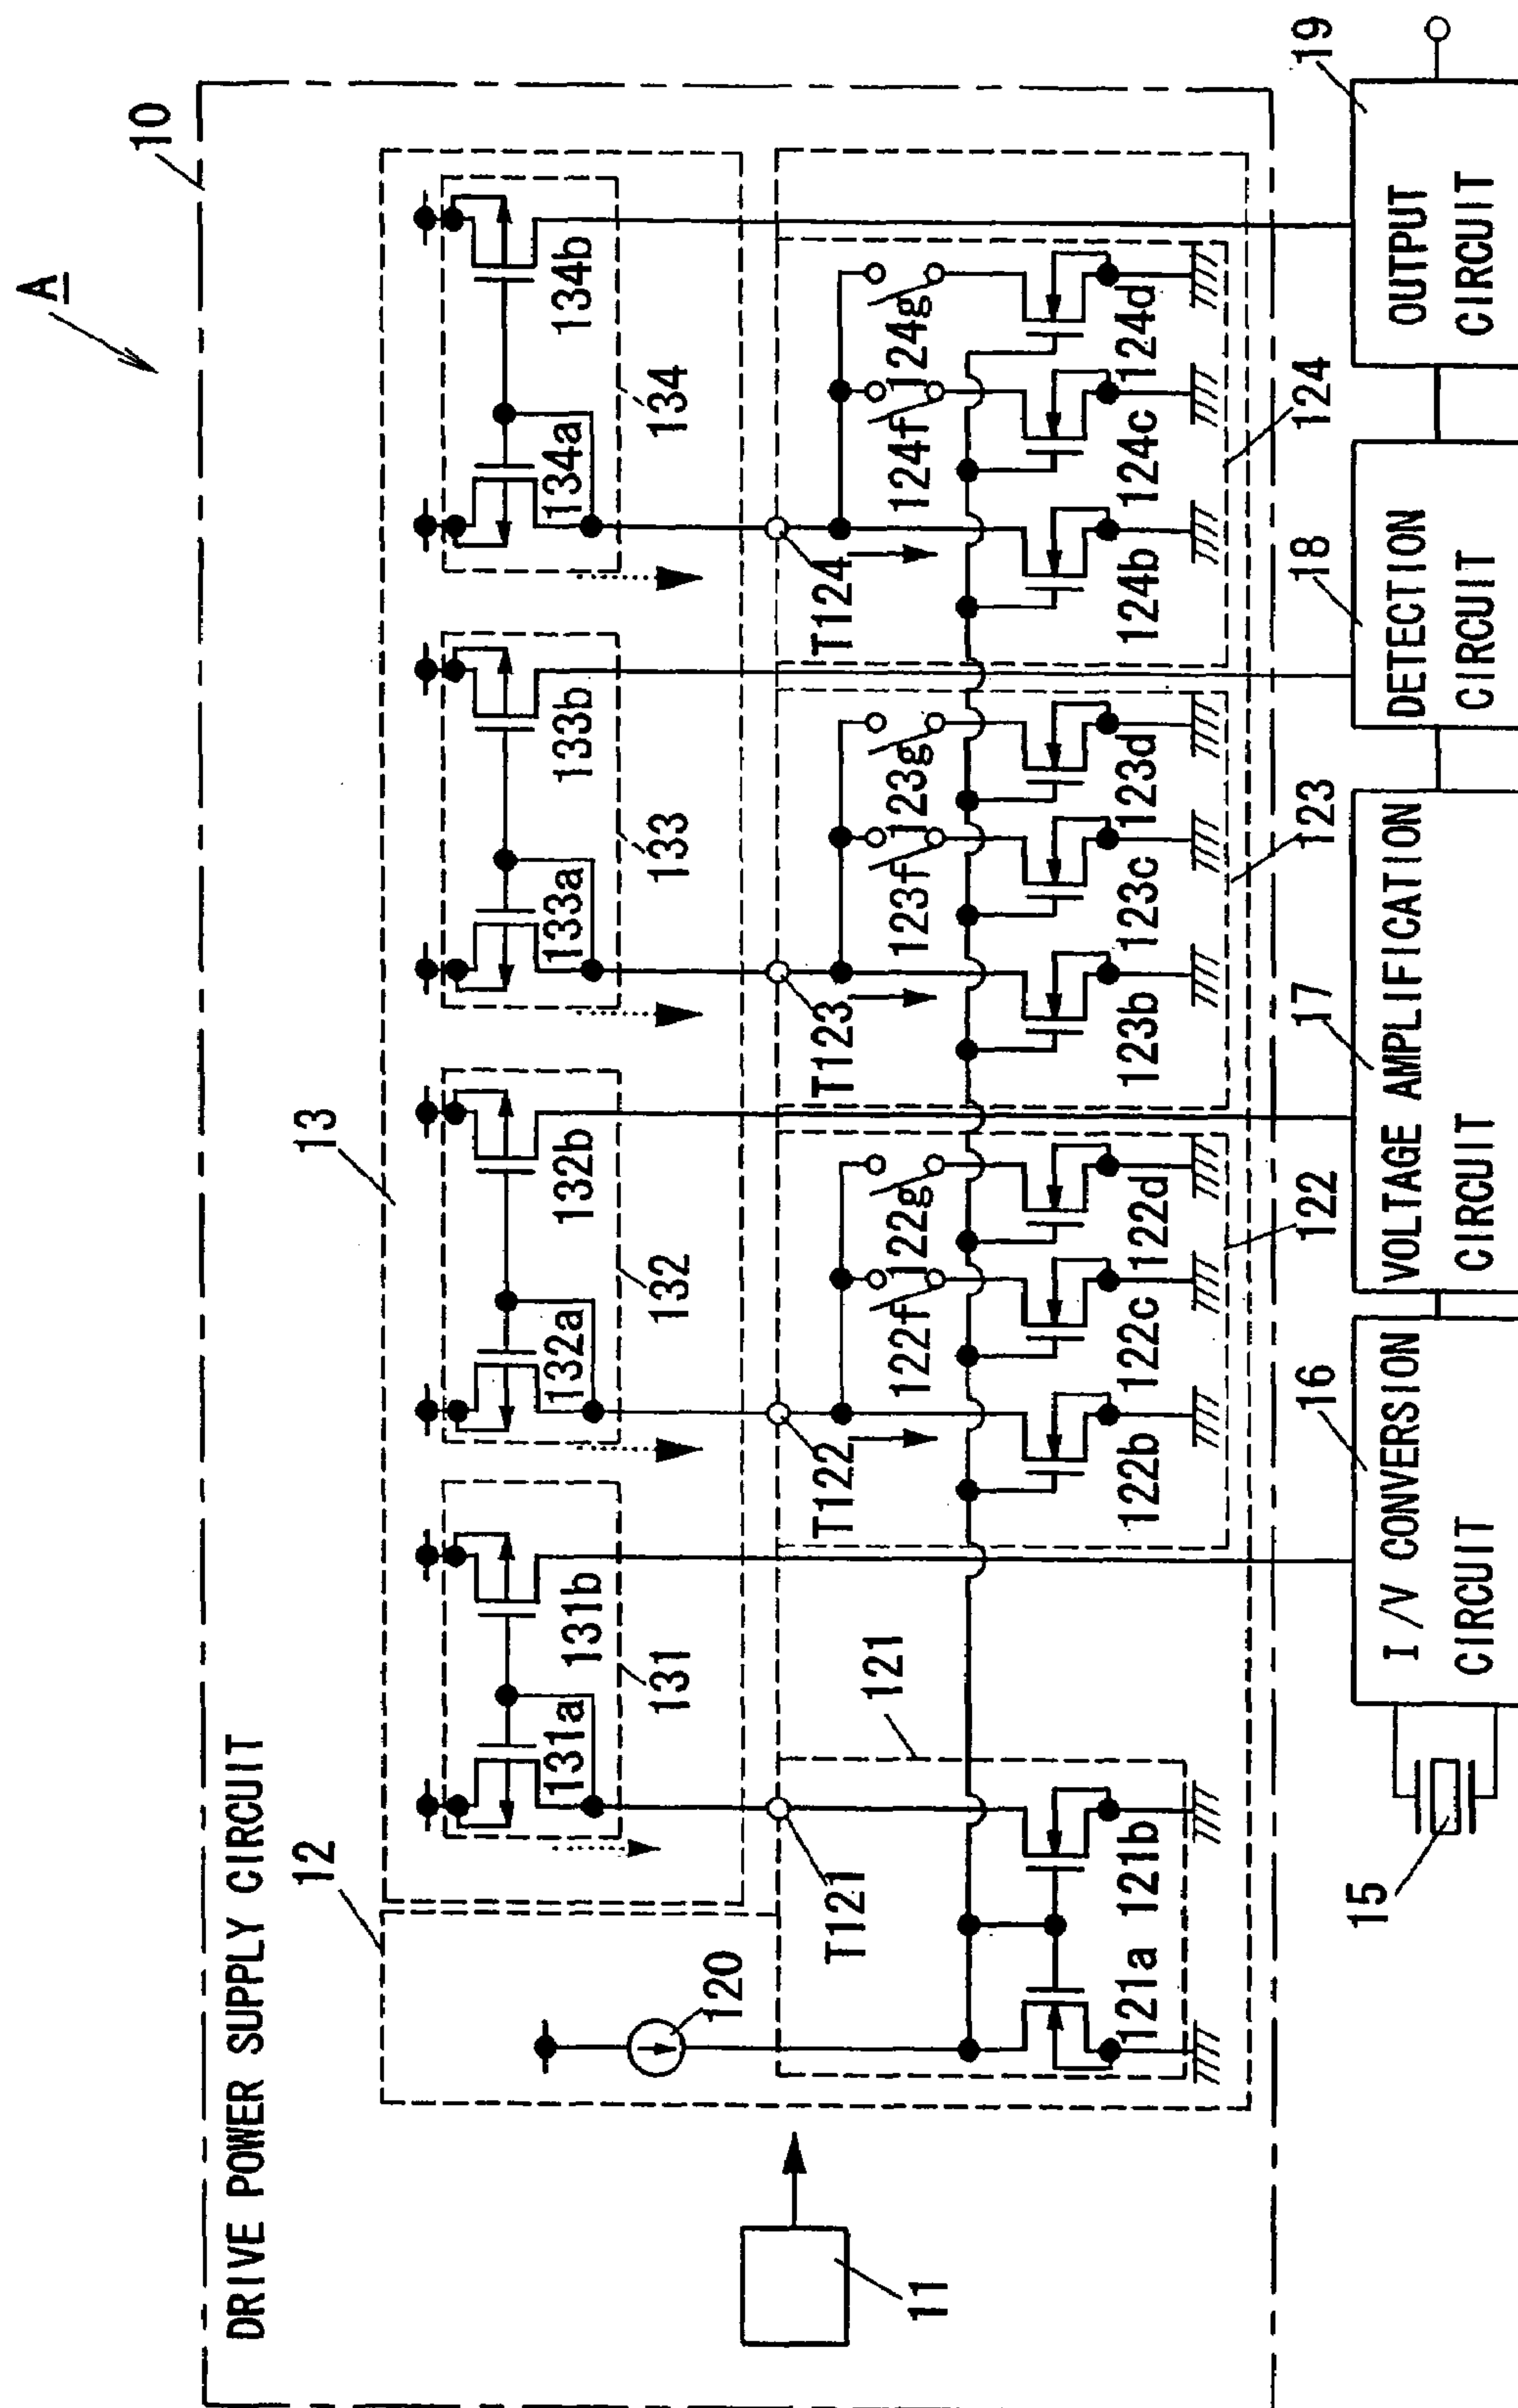 A
10
DRIVE POWER SUPPLY CIRCUIT
12
13
131a
131b
131
132a
132b
132
133a
133b
133
134a
134b
134
120
T121
T122
T123
T124
122f
122g
123f
123g
124f
124g
121
121a
121b
122b
122c
122d
122
123b
123c
123d
123
124b
124c
124d
124
11
15
16
I/V CONVERSION
CIRCUIT
17
VOLTAGE AMPLIFICATION
CIRCUIT
18
DETECTION
CIRCUIT
19
OUTPUT
CIRCUIT